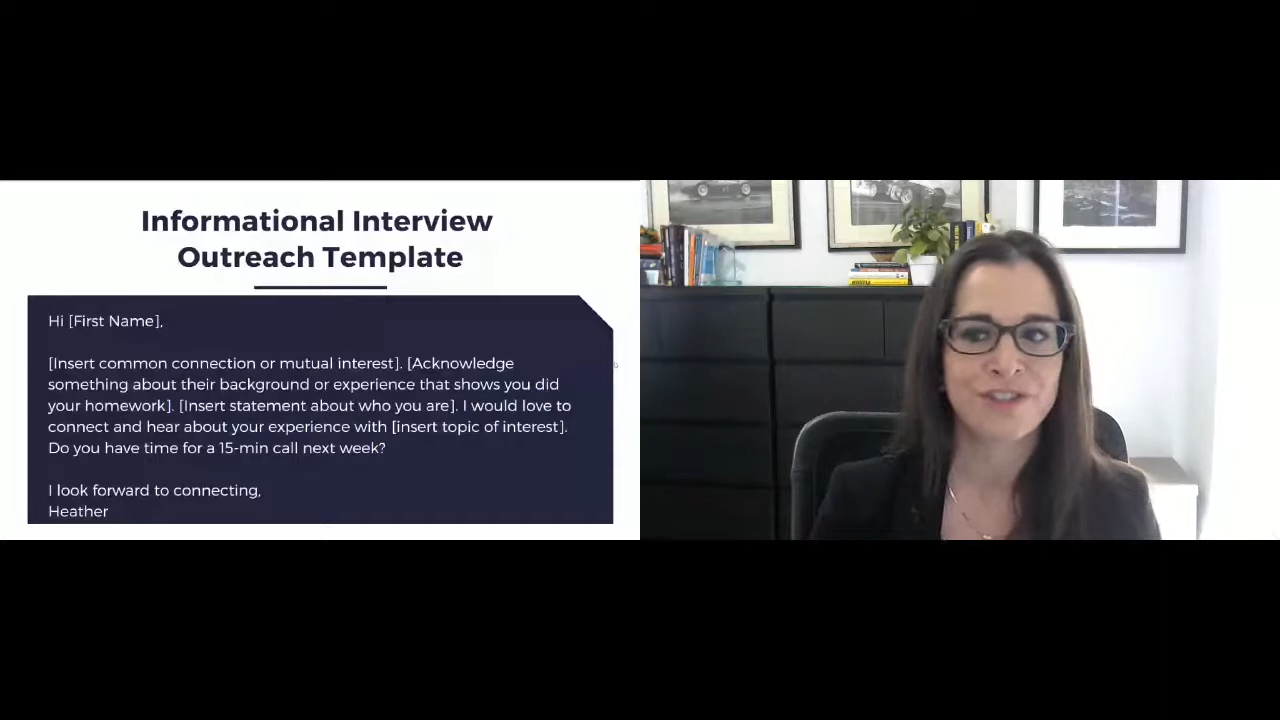 Informational Interview
Outreach Template
Hi [First Name],
[Insert common connection or mutual interest]. [Acknowledge
something about their background or experience that shows you did
your homework]. [Insert statement about who you are]. I would love to
connect and hear about your experience with [insert topic of interest].
Do you have time for a 15-min call next week?
I look forward to connecting,
Heather